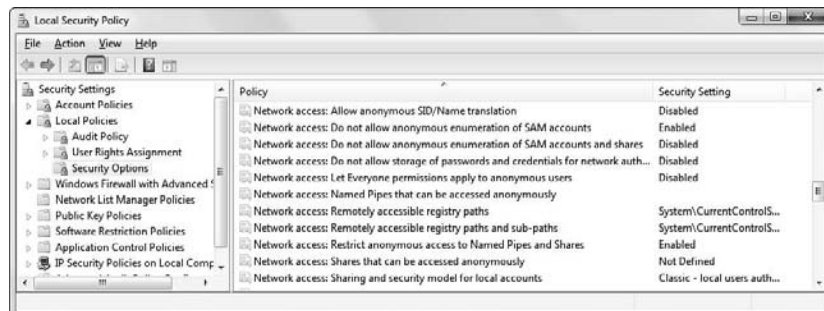 Local Security Policy
File Action View Help
Security Settings
Account Policies
Local Policies
Audit Policy
User Rights Assignment
Security Options
Windows Firewall with Advanced S
Network List Manager Policies
Public Key Policies
Software Restriction Policies
Application Control Policies
IP Security Policies on Local Comp
Policy Security Setting
Network access: Allow anonymous SID/Name translation Disabled
Network access: Do not allow anonymous enumeration of SAM accounts Enabled
Network access: Do not allow anonymous enumeration of SAM accounts and shares Disabled
Network access: Do not allow storage of passwords and credentials for network auth... Disabled
Network access: Let Everyone permissions apply to anonymous users Disabled
Network access: Named Pipes that can be accessed anonymously
Network access: Remotely accessible registry paths System\CurrentControlS...
Network access: Remotely accessible registry paths and sub-paths System\CurrentControlS...
Network access: Restrict anonymous access to Named Pipes and Shares Enabled
Network access: Shares that can be accessed anonymously Not Defined
Network access: Sharing and security model for local accounts Classic - local users auth...